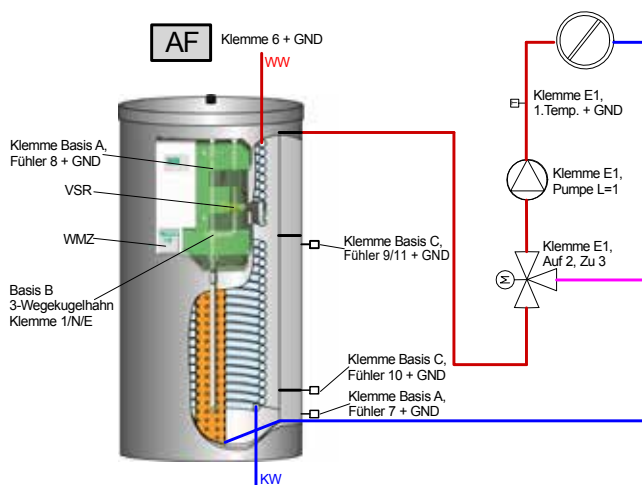 AF
Klemme 6 + GND
WW
Klemme E1,
1.Temp. + GND
Klemme Basis A,
Fühler 8 + GND
VSR
WMZ
Klemme E1,
Pumpe L=1
Klemme Basis C,
Fühler 9/11 + GND
Klemme E1,
Auf 2, Zu 3
M
Basis B
3-Wegekugelhahn
Klemme 1/N/E
Klemme Basis C,
Fühler 10 + GND
Klemme Basis A,
Fühler 7 + GND
KW